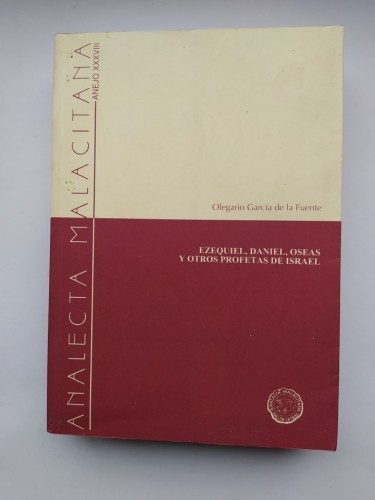 ANALECTA MALACITANA
ANEJO XXXVIII
Olegario García de la Fuente
EZEQUIEL, DANIEL, OSEAS
Y OTROS PROFETAS DE ISRAEL